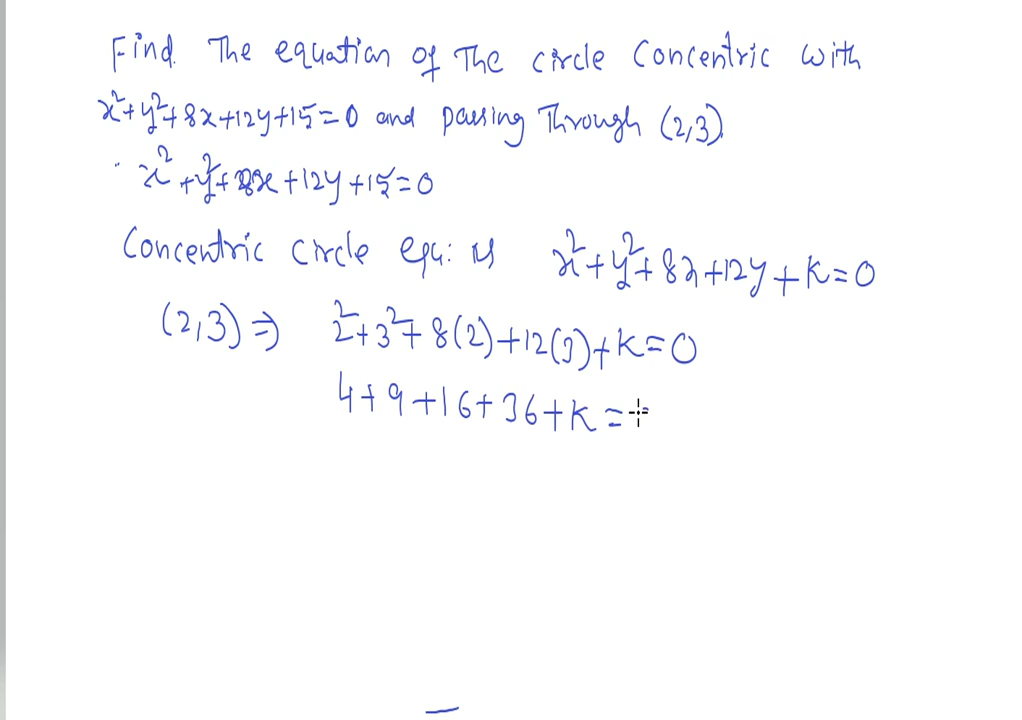 Find The equation of The circle Concentric with
x²+y²+8x+12y+15=0 and passing Through (2,3).
x²+y²+8x+12y+15=0
Concentric Circle equ: is x²+y²+8x+12y+k=0
(2,3)⇒ 2²+3²+8(2)+12(3)+k=0
4+9+16+36+k=